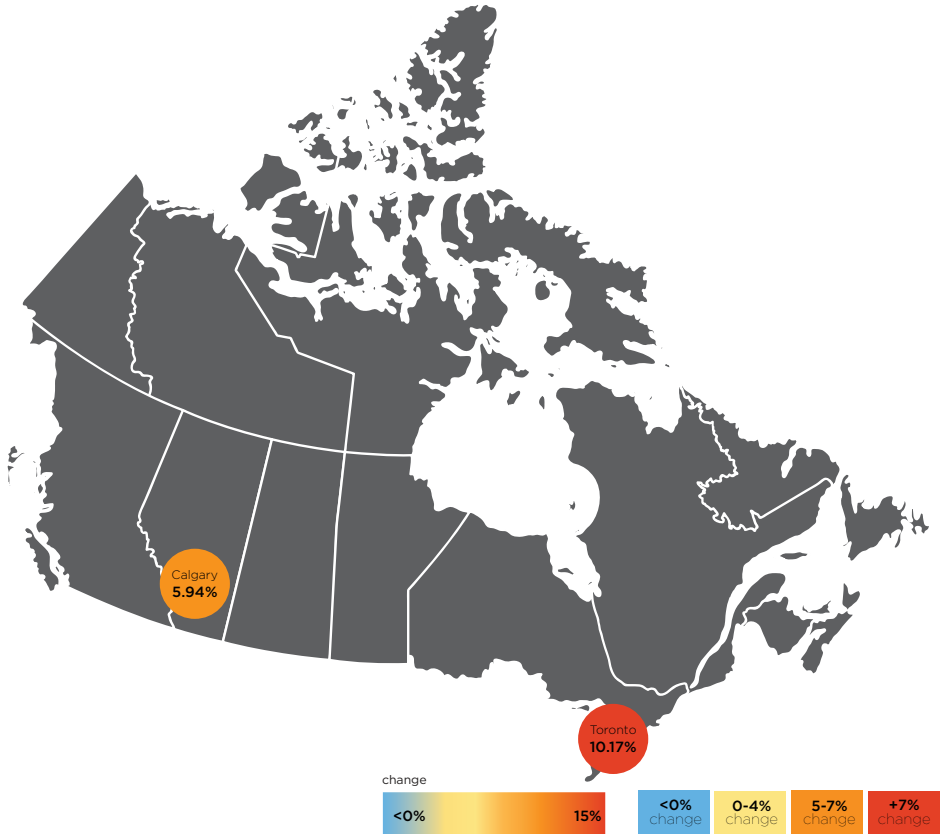 Calgary
5.94%
Toronto
10.17%
change
<0%
15%
<0%
change
0-4%
change
5-7%
change
+7%
change